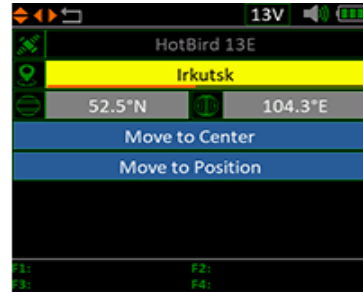 13V
HotBird 13E
Irkutsk
52.5°N 104.3°E
Move to Center
Move to Position
F1: F2:
F3: F4: